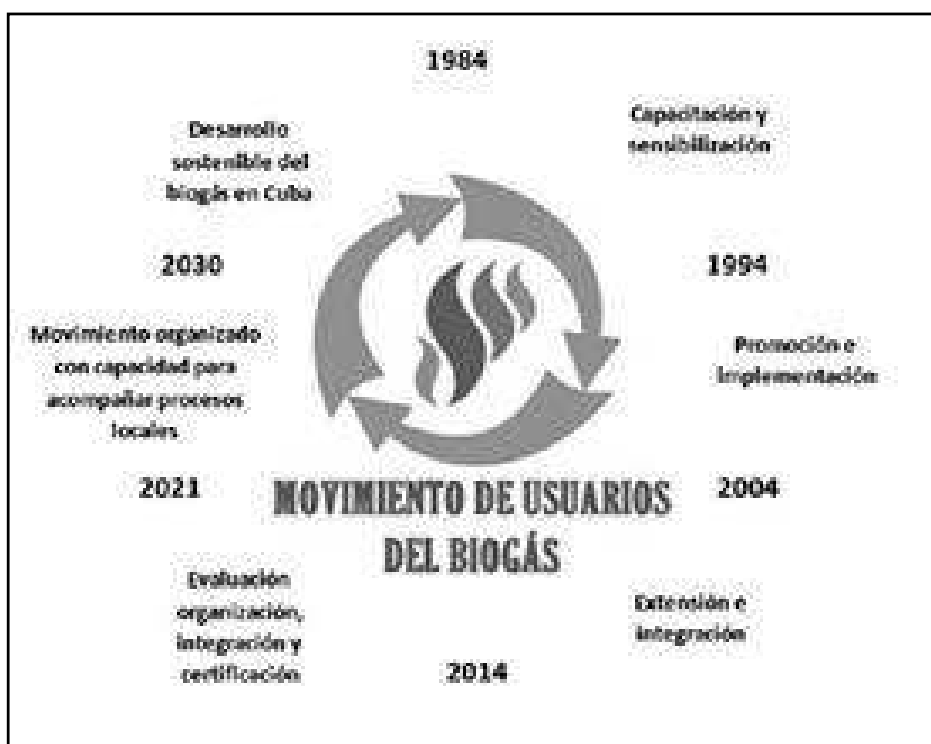 1984
Capacitación y
sensibilización
1994
Promoción e
implementación
2004
Extensión e
integración
2014
Evaluación
organización,
integración y
certificación
2021
Movimiento organizado
con capacidad para
acompañar procesos
locales
2030
Desarrollo
sostenible del
biogás en Cuba
MOVIMIENTO DE USUARIOS
DEL BIOGÁS